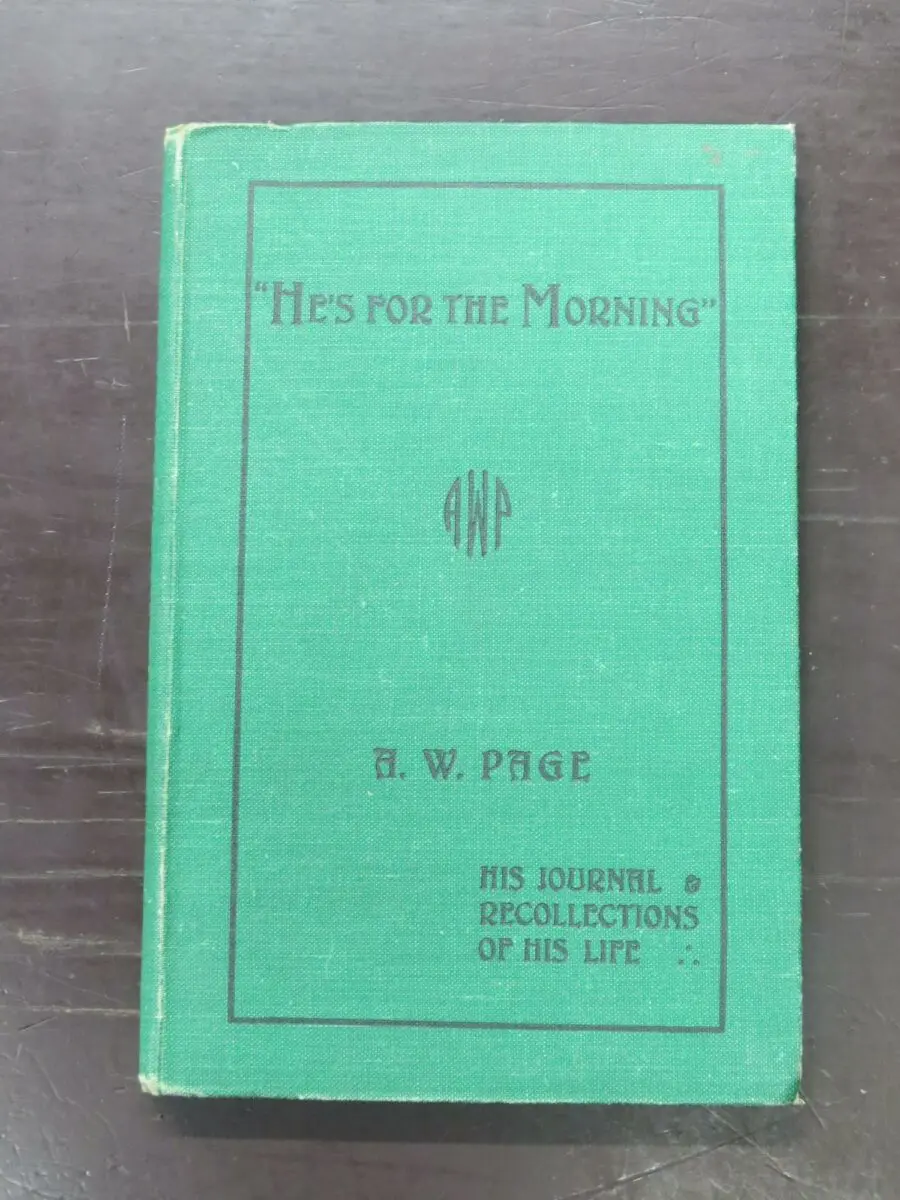 "HE'S FOR THE MORNING"
AWP
A. W. PAGE
HIS JOURNAL &
RECOLLECTIONS
OF HIS LIFE ∴